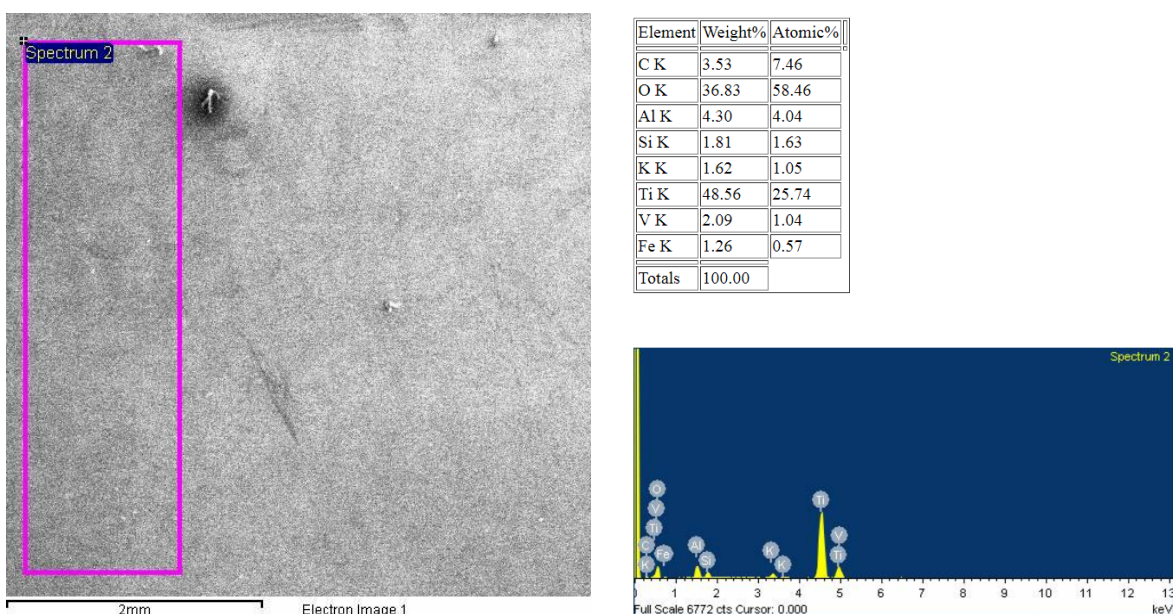 Spectrum 2
2mm
Electron Image 1
Element Weight% Atomic%
C K 3.53 7.46
O K 36.83 58.46
Al K 4.30 4.04
Si K 1.81 1.63
K K 1.62 1.05
Ti K 48.56 25.74
V K 2.09 1.04
Fe K 1.26 0.57
Totals 100.00
Spectrum 2
O
V
Ti
C
K
Fe
Al
Si
K
K
Ti
V
Ti
0 1 2 3 4 5 6 7 8 9 10 11 12 13
Full Scale 6772 cts Cursor: 0.000
keV